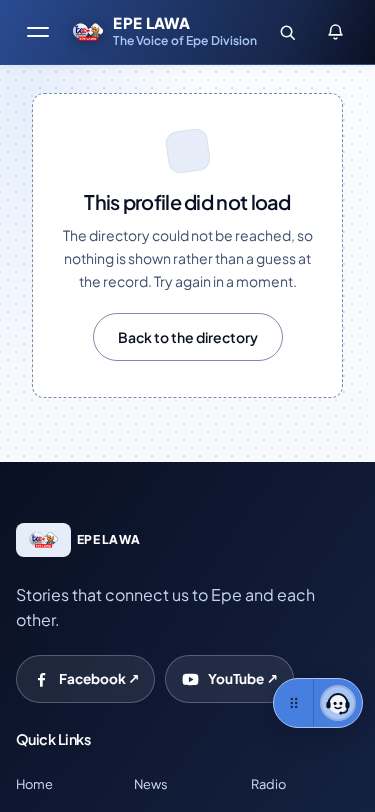 EPE LAWA
The Voice of Epe Division
This profile did not load
The directory could not be reached, so
nothing is shown rather than a guess at
the record. Try again in a moment.
Back to the directory
EPE LAWA
Stories that connect us to Epe and each
other.
Facebook ↗
YouTube ↗
Quick Links
Home
News
Radio